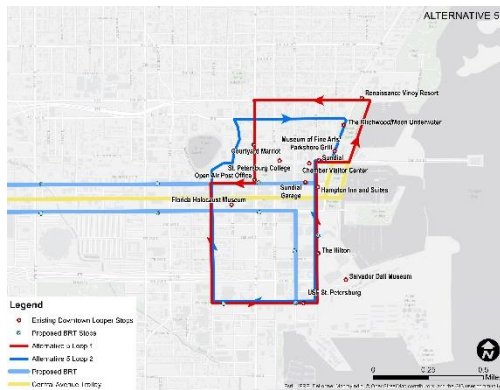 ALTERNATIVE 5
Renaissance Vinoy Resort
The Birchwood/Moon Underwater
Museum of Fine Arts
Parkshore Grill
Courtyard Marriot
Sundial
St. Petersburg College
Chamber Visitor Center
Open Air Post Office
Sundial
Garage
Hampton Inn and Suites
Florida Holocaust Museum
The Hilton
Salvador Dali Museum
USF St. Petersburg
Legend
Existing Downtown Looper Stops
Proposed BRT Stops
Alternative 5 Loop 1
Alternative 5 Loop 2
Proposed BRT
Central Avenue Trolley
N
0 0.25 0.5
Mile